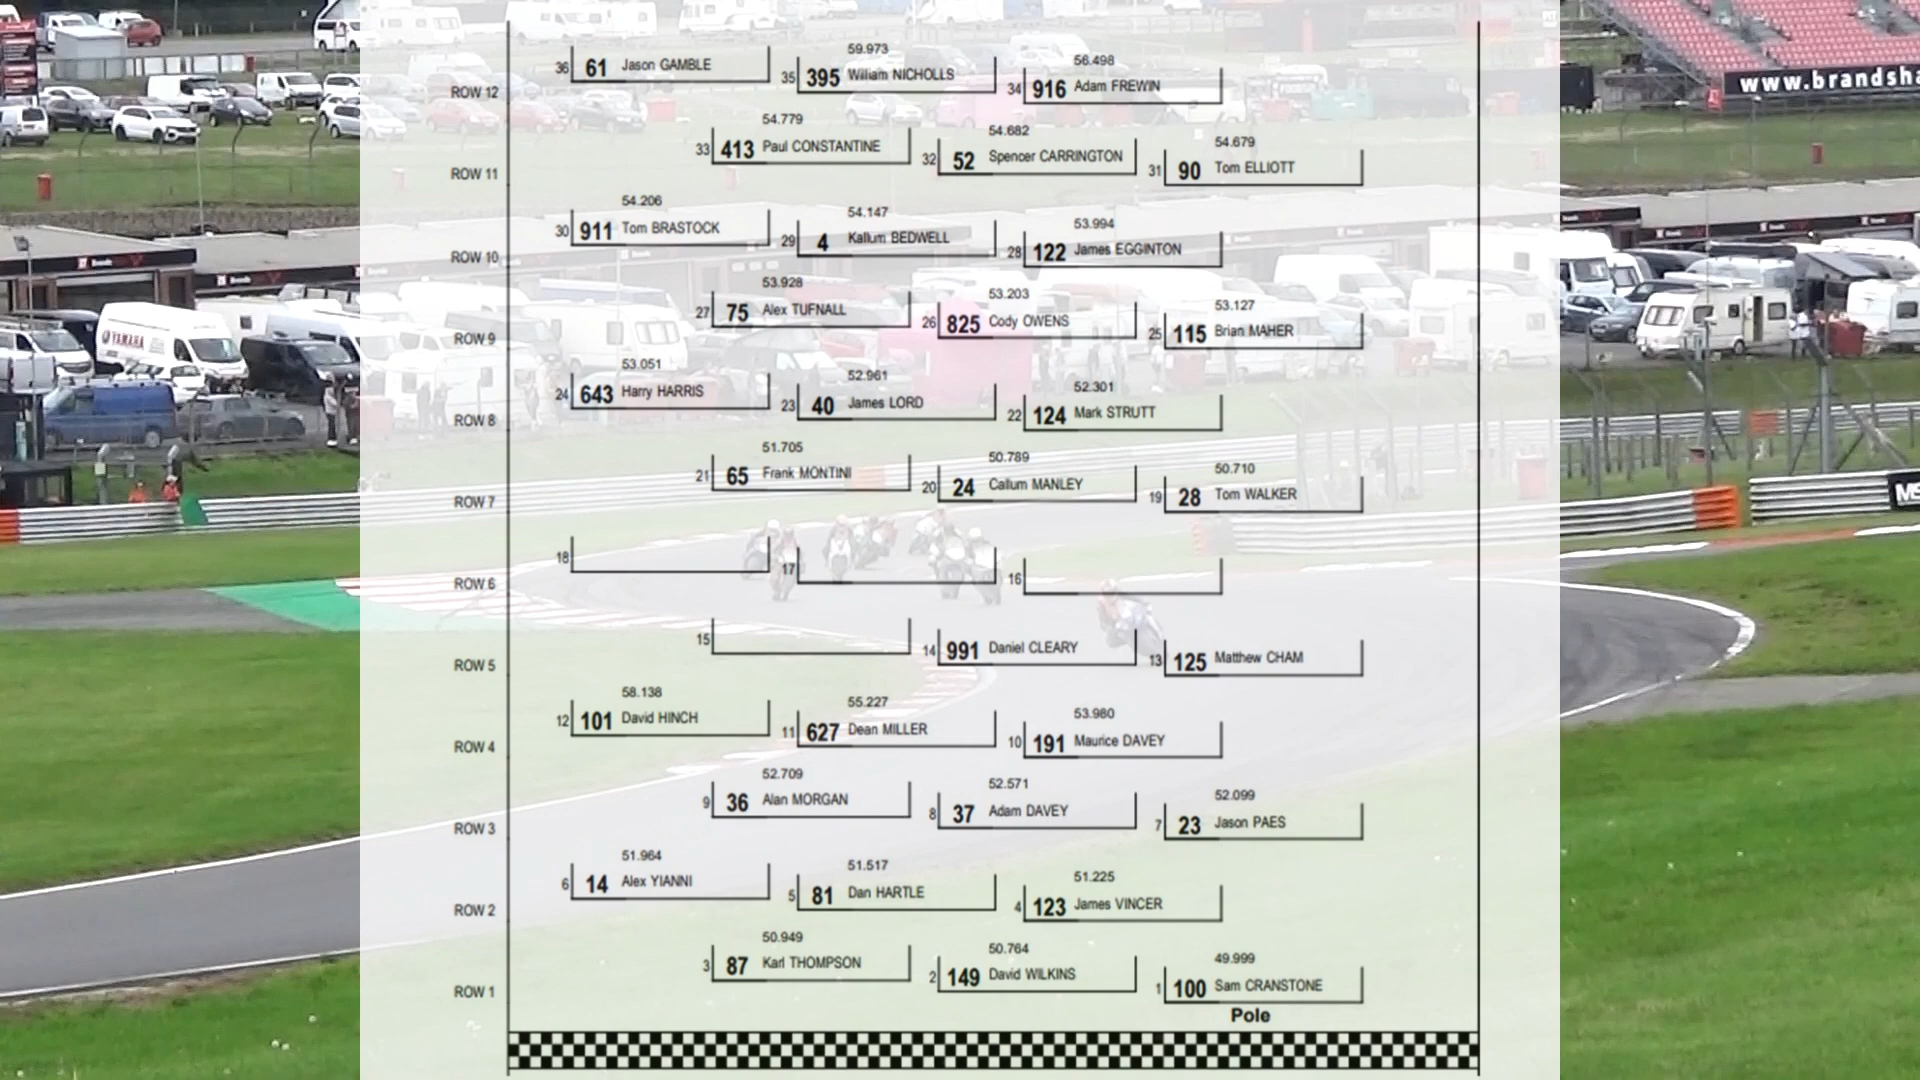 www.brandsha
36 61 Jason GAMBLE
59.973
35 395 William NICHOLLS
56.498
34 916 Adam FREWIN
ROW 12
54.779
33 413 Paul CONSTANTINE
54.682
32 52 Spencer CARRINGTON
54.679
31 90 Tom ELLIOTT
ROW 11
54.206
30 911 Tom BRASTOCK
54.147
29 4 Kallum BEDWELL
53.994
28 122 James EGGINTON
ROW 10
53.928
27 75 Alex TUFNALL
53.203
26 825 Cody OWENS
53.127
25 115 Brian MAHER
ROW 9
YAMAHA
53.051
24 643 Harry HARRIS
52.961
23 40 James LORD
52.301
22 124 Mark STRUTT
ROW 8
51.705
21 65 Frank MONTINI
50.789
20 24 Callum MANLEY
50.710
19 28 Tom WALKER
ROW 7
18
17
16
ROW 6
15
14 991 Daniel CLEARY
13 125 Matthew CHAM
ROW 5
58.138
12 101 David HINCH
55.227
11 627 Dean MILLER
53.980
10 191 Maurice DAVEY
ROW 4
52.709
9 36 Alan MORGAN
52.571
8 37 Adam DAVEY
52.099
7 23 Jason PAES
ROW 3
51.964
6 14 Alex YIANNI
51.517
5 81 Dan HARTLE
51.225
4 123 James VINCER
ROW 2
50.949
3 87 Karl THOMPSON
50.764
2 149 David WILKINS
49.999
1 100 Sam CRANSTONE
ROW 1
Pole